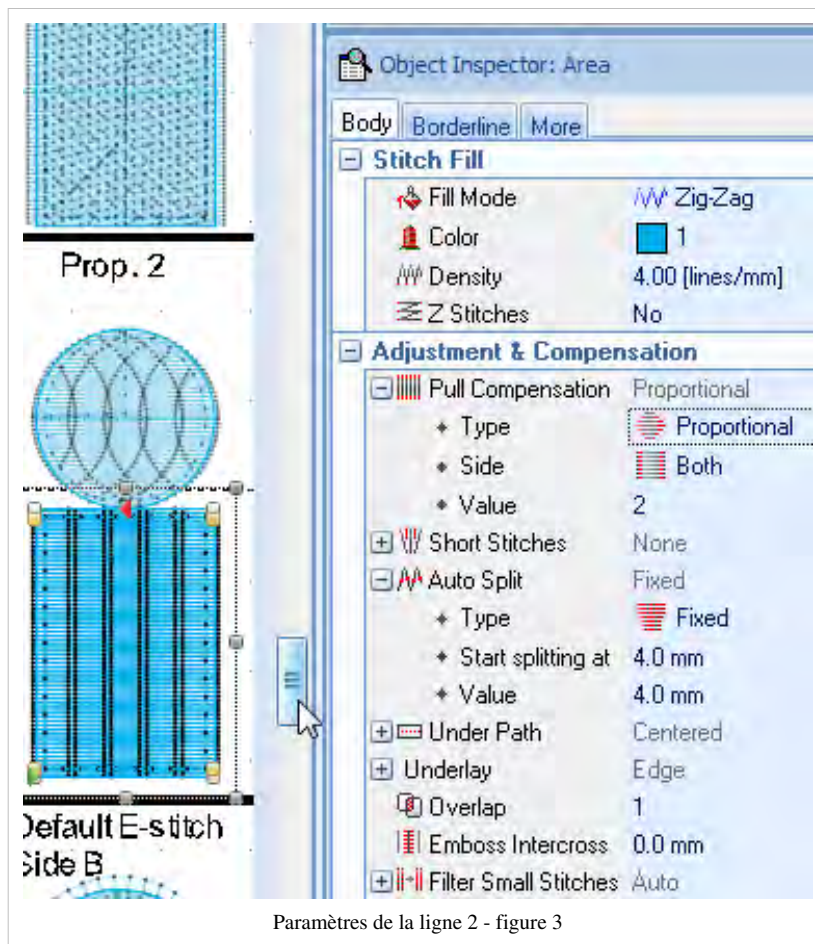 Object Inspector: Area
Body Borderline More
Stitch Fill
Fill Mode Zig-Zag
Color 1
Density 4.00 [lines/mm]
Z Stitches No
Prop. 2
Adjustment & Compensation
Pull Compensation Proportional
Type Proportional
Side Both
Value 2
Short Stitches None
Auto Split Fixed
Type Fixed
Start splitting at 4.0 mm
Value 4.0 mm
Under Path Centered
Underlay Edge
Overlap 1
Emboss Intercross 0.0 mm
Filter Small Stitches Auto
Default E-stitch
Side B
Paramètres de la ligne 2 - figure 3